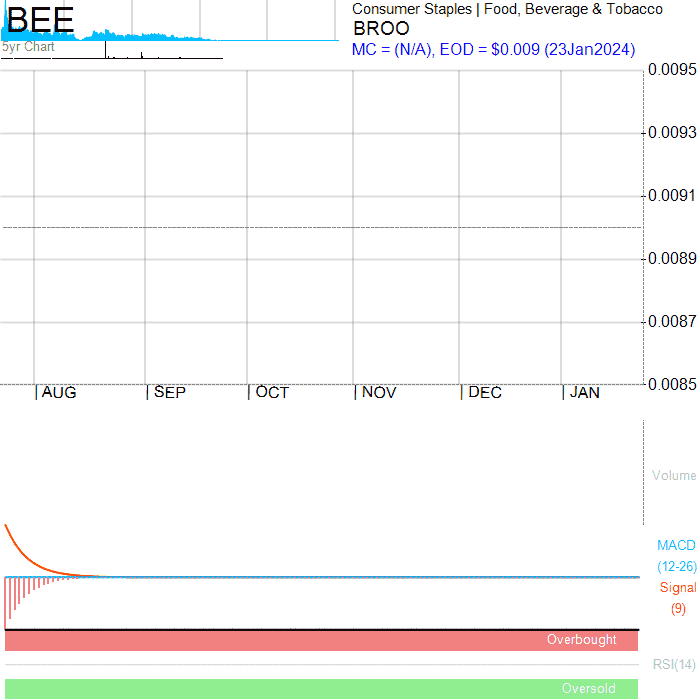 BEE
5yr Chart
Consumer Staples | Food, Beverage & Tobacco
BROO
MC = (N/A), EOD = $0.009 (23Jan2024)
0.0095
0.0093
0.0091
0.0089
0.0087
0.0085
| AUG | SEP | OCT | NOV | DEC | JAN
Volume
MACD
(12-26)
Signal
(9)
Overbought
RSI(14)
Oversold